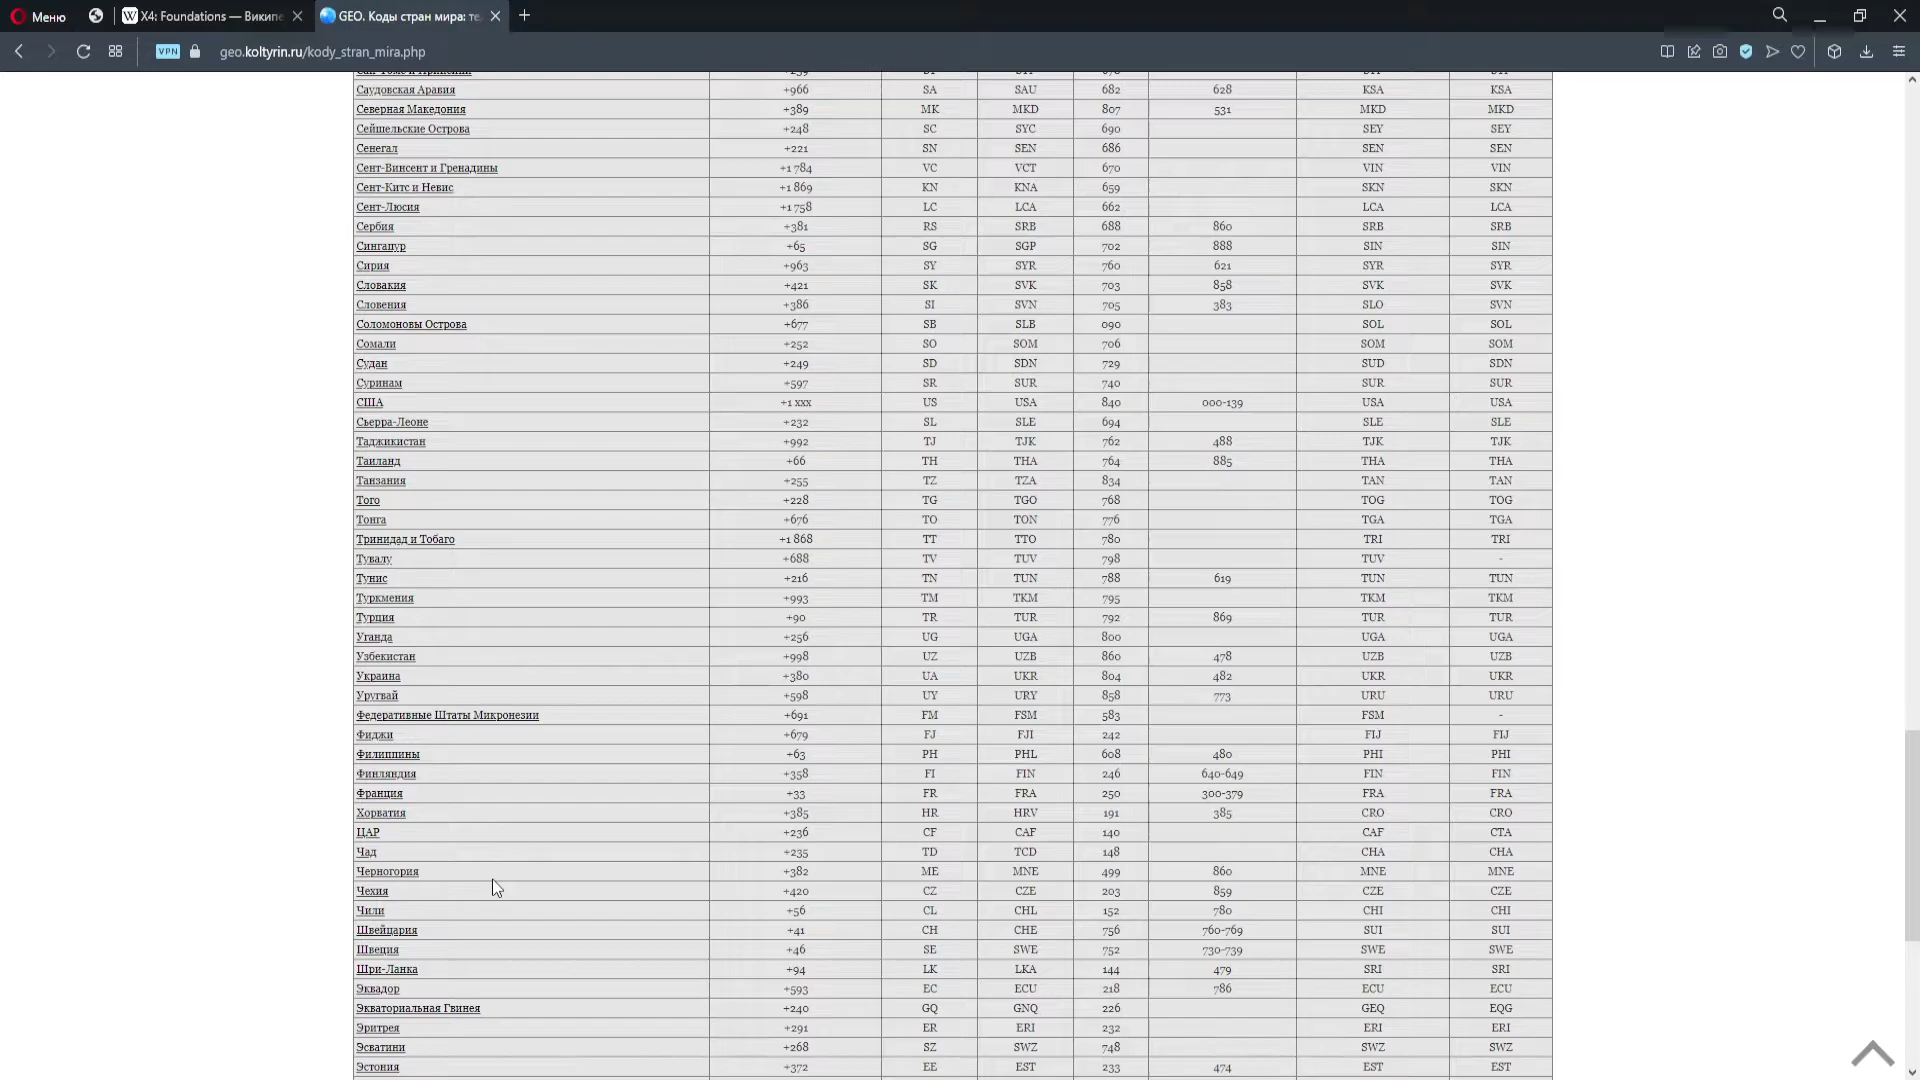 Меню
X4: Foundations — Викип
GEO. Коды стран мира: те
VPN
geo.koltyrin.ru/kody_stran_mira.php
Саудовская Аравия +966 SA SAU 682 628 KSA KSA
Северная Македония +389 MK MKD 807 531 MKD MKD
Сейшельские Острова +248 SC SYC 690 SEY SEY
Сенегал +221 SN SEN 686 SEN SEN
Сент-Винсент и Гренадины +1 784 VC VCT 670 VIN VIN
Сент-Китс и Невис +1 869 KN KNA 659 SKN SKN
Сент-Люсия +1 758 LC LCA 662 LCA LCA
Сербия +381 RS SRB 688 860 SRB SRB
Сингапур +65 SG SGP 702 888 SIN SIN
Сирия +963 SY SYR 760 621 SYR SYR
Словакия +421 SK SVK 703 858 SVK SVK
Словения +386 SI SVN 705 383 SLO SVN
Соломоновы Острова +677 SB SLB 090 SOL SOL
Сомали +252 SO SOM 706 SOM SOM
Судан +249 SD SDN 729 SUD SDN
Суринам +597 SR SUR 740 SUR SUR
США +1 xxx US USA 840 000-139 USA USA
Сьерра-Леоне +232 SL SLE 694 SLE SLE
Таджикистан +992 TJ TJK 762 488 TJK TJK
Таиланд +66 TH THA 764 885 THA THA
Танзания +255 TZ TZA 834 TAN TAN
Того +228 TG TGO 768 TOG TOG
Тонга +676 TO TON 776 TGA TGA
Тринидад и Тобаго +1 868 TT TTO 780 TRI TRI
Тувалу +688 TV TUV 798 TUV -
Тунис +216 TN TUN 788 619 TUN TUN
Туркмения +993 TM TKM 795 TKM TKM
Турция +90 TR TUR 792 869 TUR TUR
Уганда +256 UG UGA 800 UGA UGA
Узбекистан +998 UZ UZB 860 478 UZB UZB
Украина +380 UA UKR 804 482 UKR UKR
Уругвай +598 UY URY 858 773 URU URU
Федеративные Штаты Микронезии +691 FM FSM 583 FSM -
Фиджи +679 FJ FJI 242 FIJ FIJ
Филиппины +63 PH PHL 608 480 PHI PHI
Финляндия +358 FI FIN 246 640-649 FIN FIN
Франция +33 FR FRA 250 300-379 FRA FRA
Хорватия +385 HR HRV 191 385 CRO CRO
ЦАР +236 CF CAF 140 CAF CTA
Чад +235 TD TCD 148 CHA CHA
Черногория +382 ME MNE 499 860 MNE MNE
Чехия +420 CZ CZE 203 859 CZE CZE
Чили +56 CL CHL 152 780 CHI CHI
Швейцария +41 CH CHE 756 760-769 SUI SUI
Швеция +46 SE SWE 752 730-739 SWE SWE
Шри-Ланка +94 LK LKA 144 479 SRI SRI
Эквадор +593 EC ECU 218 786 ECU ECU
Экваториальная Гвинея +240 GQ GNQ 226 GEQ EQG
Эритрея +291 ER ERI 232 ERI ERI
Эсватини +268 SZ SWZ 748 SWZ SWZ
Эстония +372 EE EST 233 474 EST EST